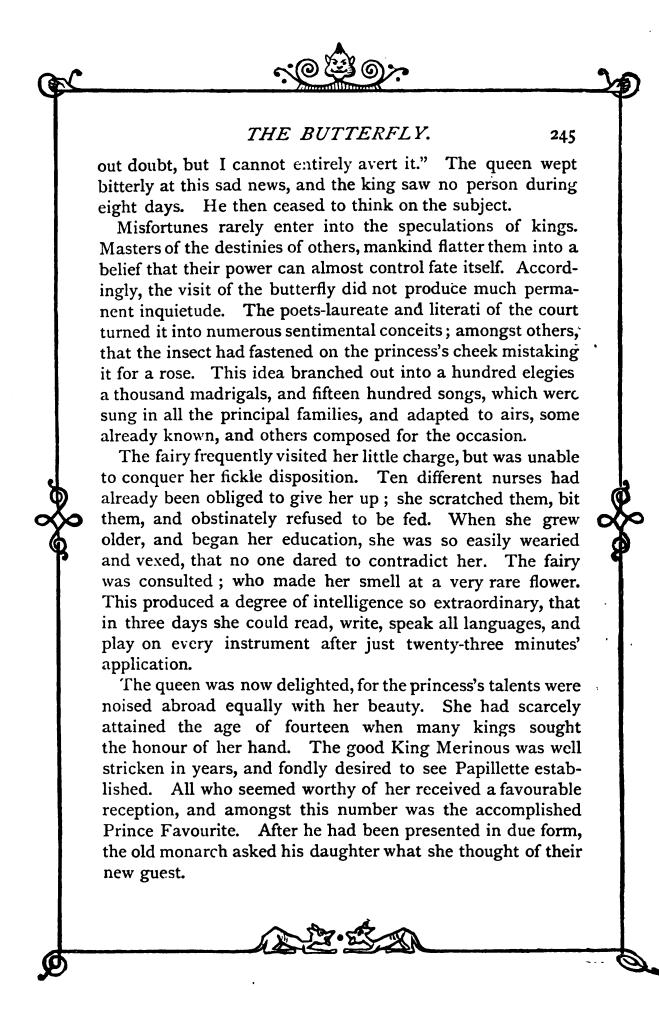 THE BUTTERFLY. 245
out doubt, but I cannot entirely avert it.” The queen wept
bitterly at this sad news, and the king saw no person during
eight days. He then ceased to think on the subject.
Misfortunes rarely enter into the speculations of kings.
Masters of the destinies of others, mankind flatter them into a
belief that their power can almost control fate itself. Accord-
ingly, the visit of the butterfly did not produce much perma-
nent inquietude. The poets-laureate and literati of the court
turned it into numerous sentimental conceits; amongst others,
that the insect had fastened on the princess’s cheek mistaking
it for a rose. This idea branched out into a hundred elegies
a thousand madrigals, and fifteen hundred songs, which were
sung in all the principal families, and adapted to airs, some
already known, and others composed for the occasion.
The fairy frequently visited her little charge, but was unable
to conquer her fickle disposition. Ten different nurses had
already been obliged to give her up; she scratched them, bit
them, and obstinately refused to be fed. When she grew
older, and began her education, she was so easily wearied
and vexed, that no one dared to contradict her. The fairy
was consulted; who made her smell at a very rare flower.
This produced a degree of intelligence so extraordinary, that
in three days she could read, write, speak all languages, and
play on every instrument after just twenty-three minutes’
application.
The queen was now delighted, for the princess’s talents were
noised abroad equally with her beauty. She had scarcely
attained the age of fourteen when many kings sought
the honour of her hand. The good King Merinous was well
stricken in years, and fondly desired to see Papillette estab-
lished. All who seemed worthy of her received a favourable
reception, and amongst this number was the accomplished
Prince Favourite. After he had been presented in due form,
the old monarch asked his daughter what she thought of their
new guest.